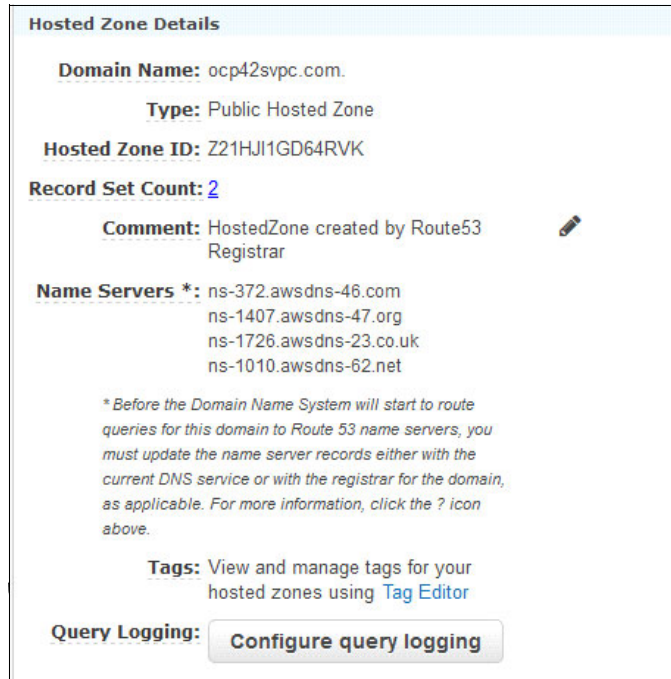 Hosted Zone Details
Domain Name: ocp42svpc.com.
Type: Public Hosted Zone
Hosted Zone ID: Z21HJI1GD64RVK
Record Set Count: 2
Comment: HostedZone created by Route53
Registrar
Name Servers *: ns-372.awsdns-46.com
ns-1407.awsdns-47.org
ns-1726.awsdns-23.co.uk
ns-1010.awsdns-62.net
* Before the Domain Name System will start to route
queries for this domain to Route 53 name servers, you
must update the name server records either with the
current DNS service or with the registrar for the domain,
as applicable. For more information, click the ? icon
above.
Tags: View and manage tags for your
hosted zones using Tag Editor
Query Logging: Configure query logging